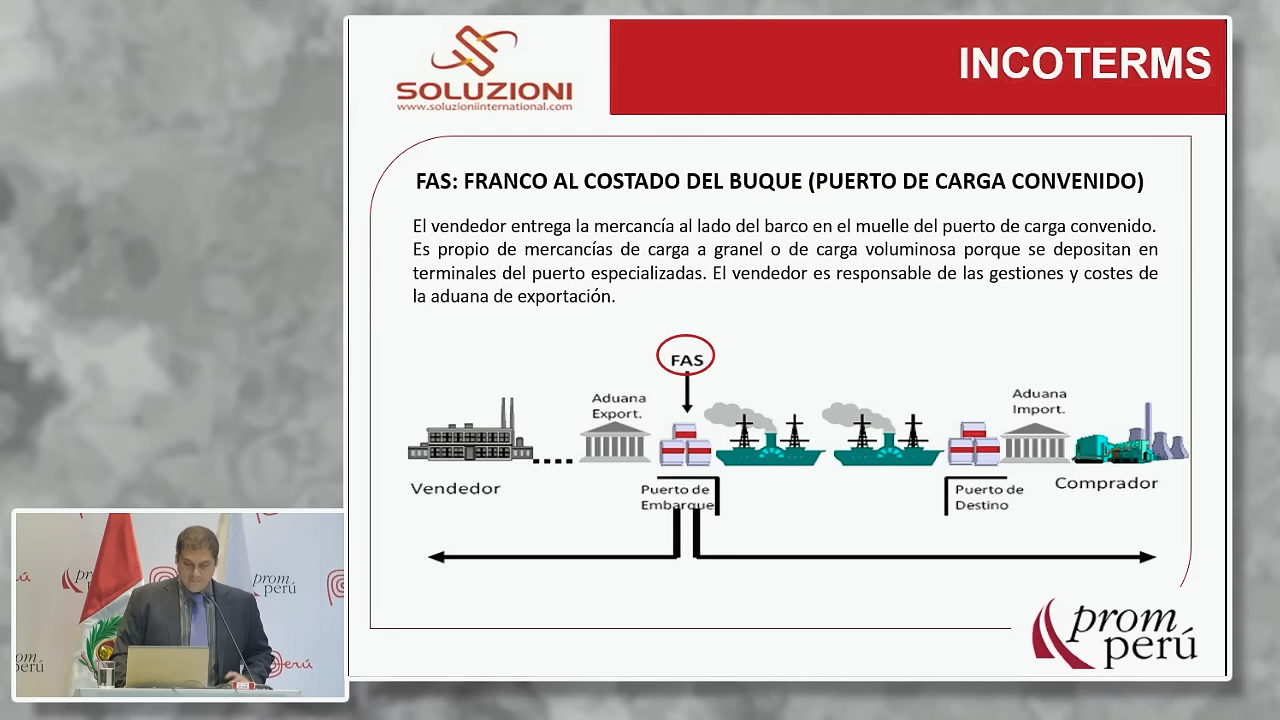 SOLUZIONI
www.soluzioniinternational.com
INCOTERMS
FAS: FRANCO AL COSTADO DEL BUQUE (PUERTO DE CARGA CONVENIDO)
El vendedor entrega la mercancía al lado del barco en el muelle del puerto de carga convenido.
Es propio de mercancías de carga a granel o de carga voluminosa porque se depositan en
terminales del puerto especializadas. El vendedor es responsable de las gestiones y costes de
la aduana de exportación.
FAS
Aduana
Export.
Aduana
Import.
Vendedor
Puerto de
Embarque
Puerto de
Destino
Comprador
prom
perú
prom
perú